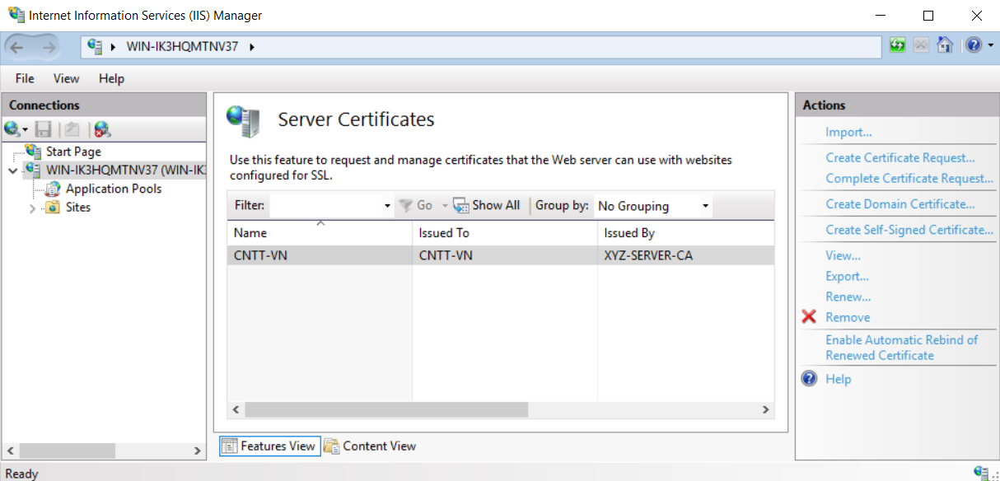 Internet Information Services (IIS) Manager
WIN-IK3HQMTNV37
File View Help
Connections
Start Page
WIN-IK3HQMTNV37 (WIN-IK3
Application Pools
Sites
Server Certificates
Use this feature to request and manage certificates that the Web server can use with websites
configured for SSL.
Filter: Go Show All Group by: No Grouping
Name Issued To Issued By
CNTT-VN CNTT-VN XYZ-SERVER-CA
Features View Content View
Actions
Import...
Create Certificate Request...
Complete Certificate Request...
Create Domain Certificate...
Create Self-Signed Certificate...
View...
Export...
Renew...
Remove
Enable Automatic Rebind of
Renewed Certificate
Help
Ready